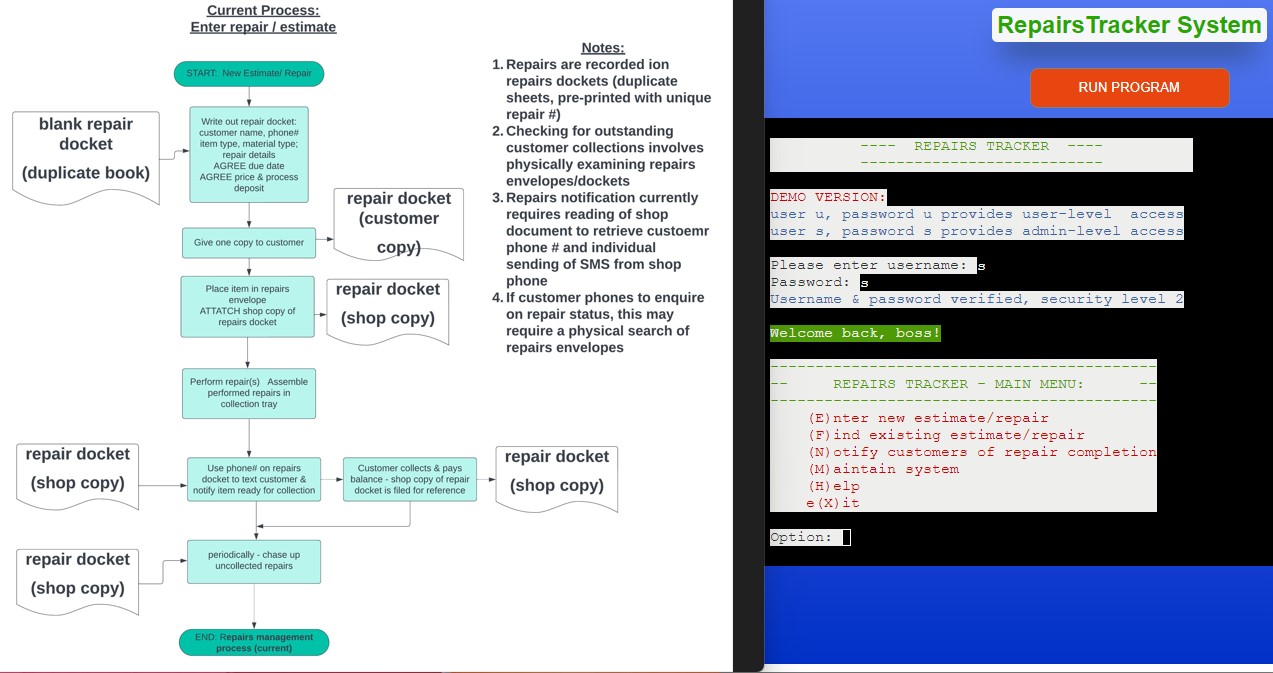 Current Process:
Enter repair / estimate
START: New Estimate/ Repair
blank repair
docket
(duplicate book)
Write out repair docket:
customer name, phone#
item type, material type;
repair details
AGREE due date
AGREE price & process
deposit
repair docket
(customer
copy)
Give one copy to customer
Place item in repairs
envelope
ATTATCH shop copy of
repairs docket
repair docket
(shop copy)
Perform repair(s) Assemble
performed repairs in
collection tray
repair docket
(shop copy)
Use phone# on repairs
docket to text customer &
notify item ready for collection
Customer collects & pays
balance - shop copy of repair
docket is filed for reference
repair docket
(shop copy)
repair docket
(shop copy)
periodically - chase up
uncollected repairs
END: Repairs management
process (current)
Notes:
1. Repairs are recorded ion
repairs dockets (duplicate
sheets, pre-printed with unique
repair #)
2. Checking for outstanding
customer collections involves
physically examining repairs
envelopes/dockets
3. Repairs notification currently
requires reading of shop
document to retrieve custoemr
phone # and individual
sending of SMS from shop
phone
4. If customer phones to enquire
on repair status, this may
require a physical search of
repairs envelopes
RepairsTracker System
RUN PROGRAM
---- REPAIRS TRACKER ----
---------------------------
DEMO VERSION:
user u, password u provides user-level access
user s, password s provides admin-level access
Please enter username: s
Password: s
Username & password verified, security level 2
Welcome back, boss!
-------------------------------------------
-- REPAIRS TRACKER - MAIN MENU: --
-------------------------------------------
(E)nter new estimate/repair
(F)ind existing estimate/repair
(N)otify customers of repair completion
(M)aintain system
(H)elp
e(X)it
Option: